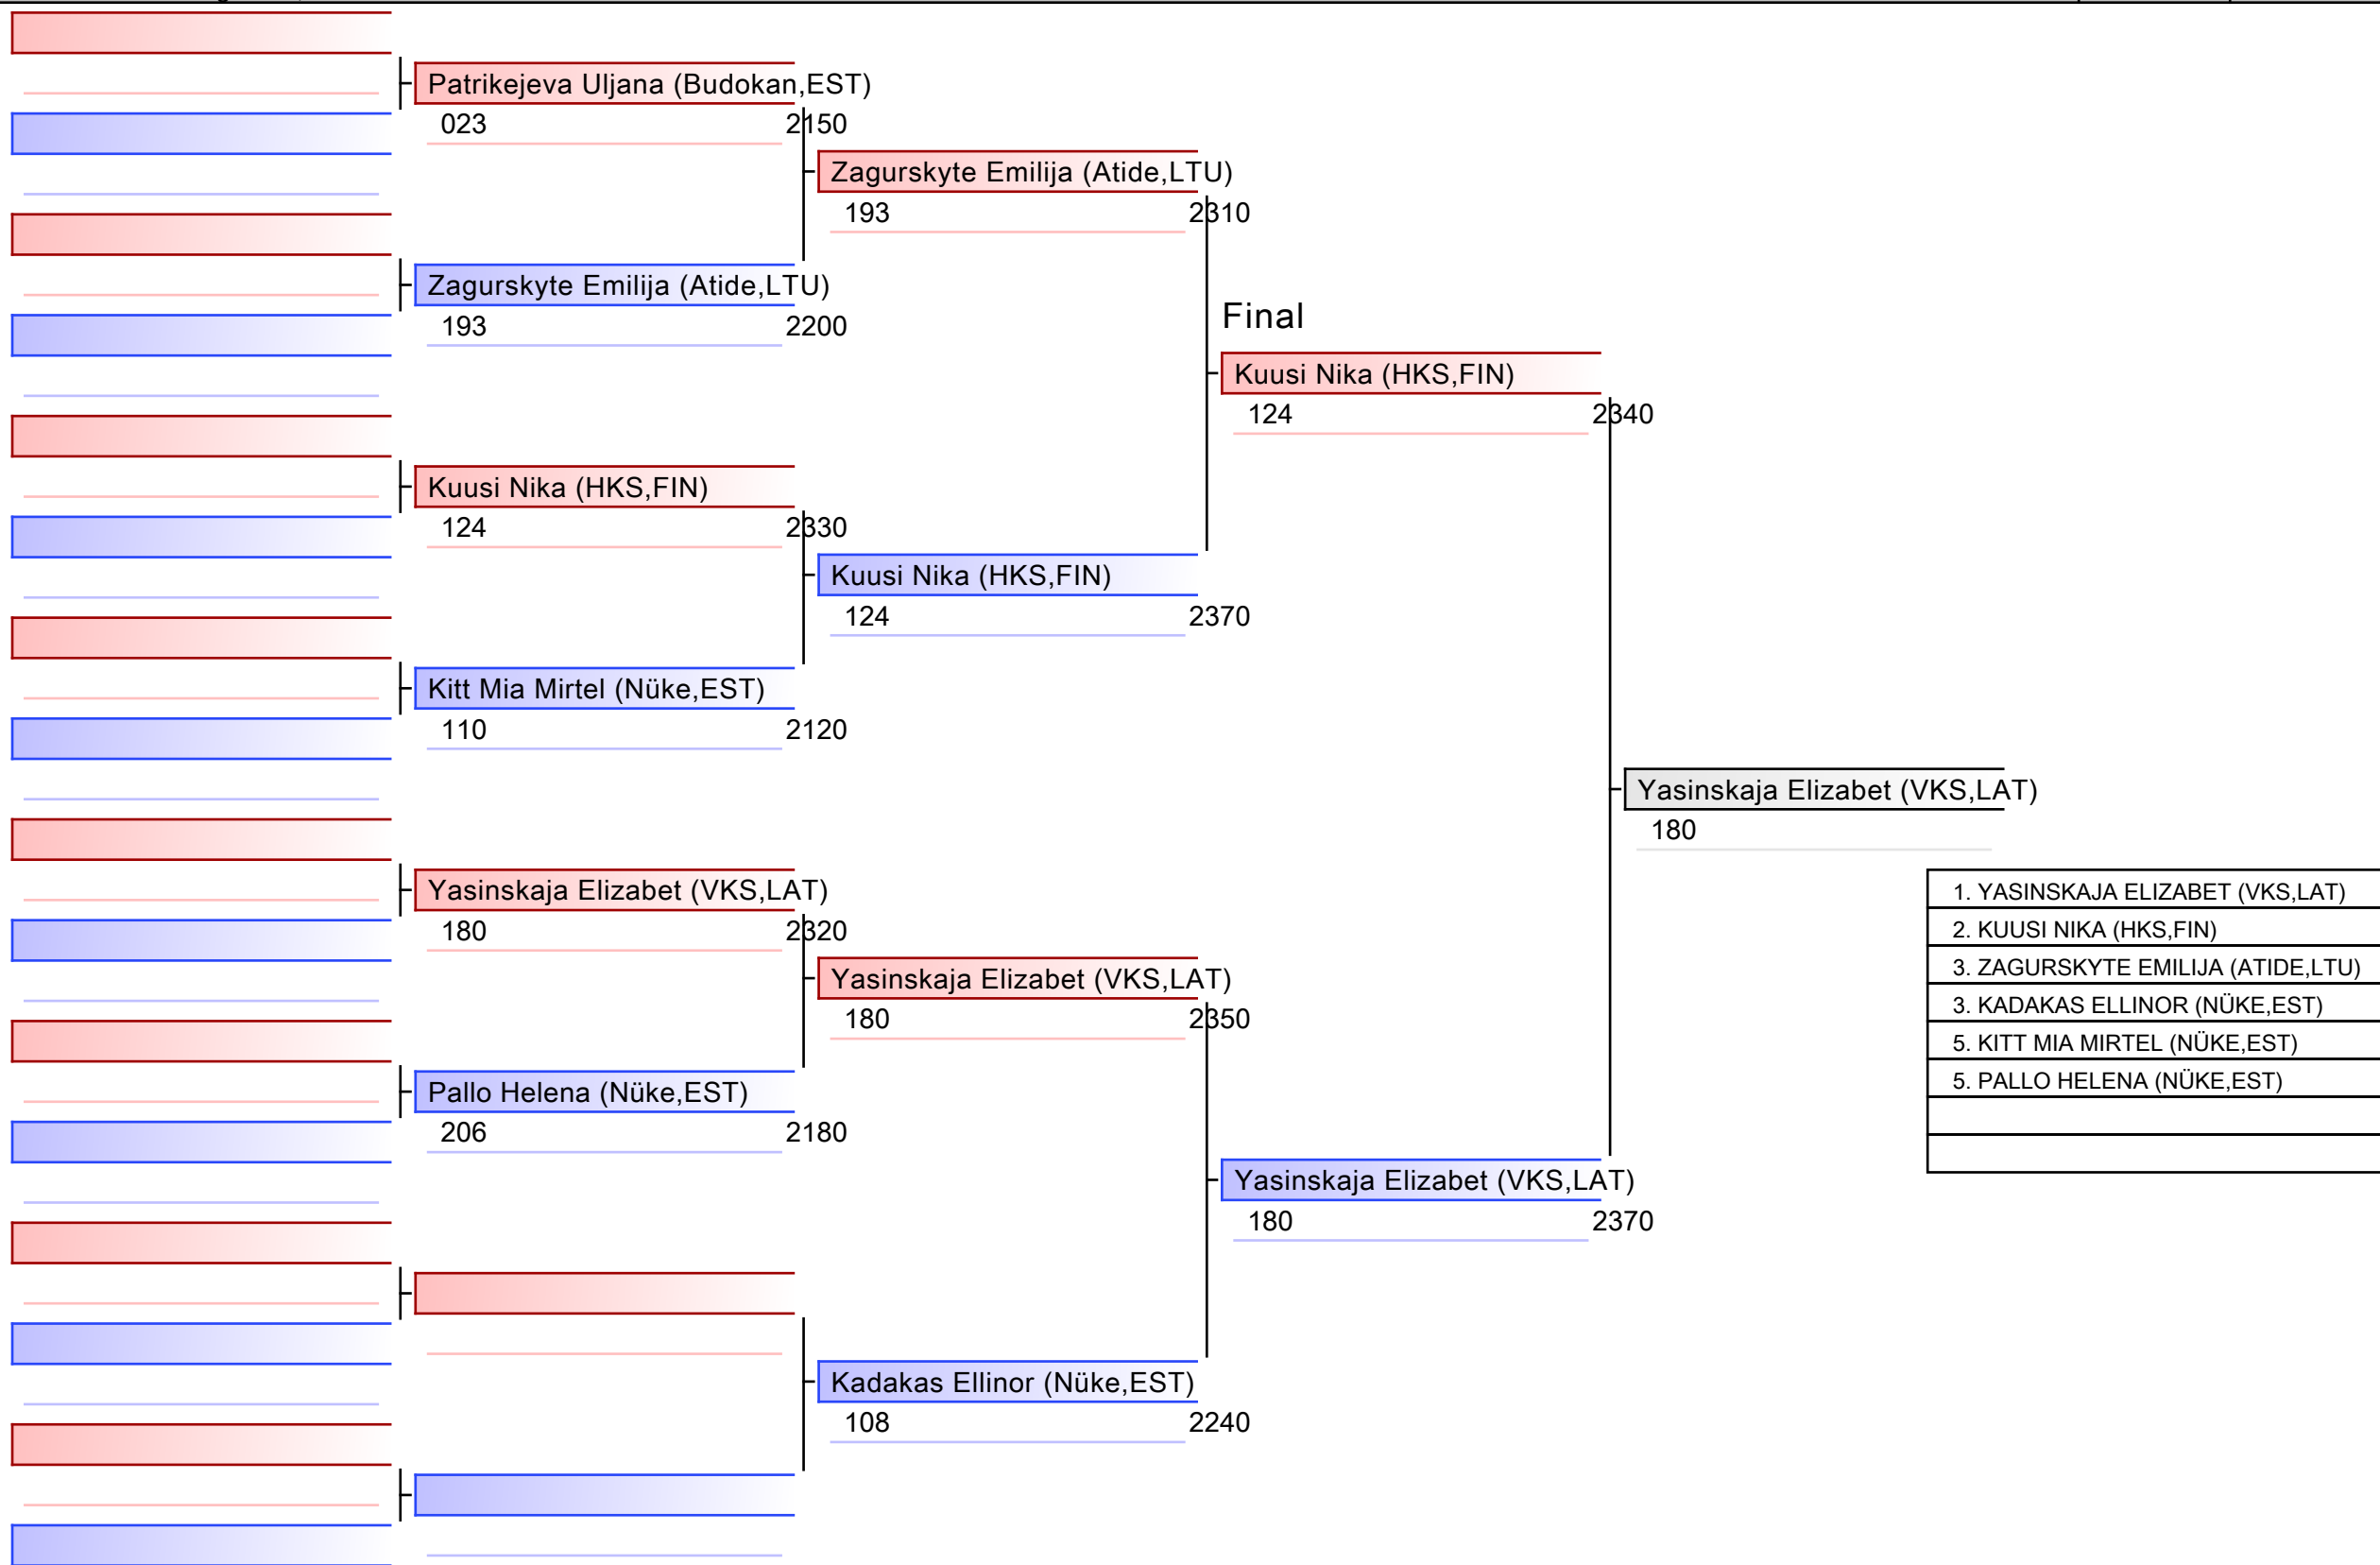 Patrikejeva Uljana (Budokan,EST)
023 2150
Zagurskyte Emilija (Atide,LTU)
193 2200
Kuusi Nika (HKS,FIN)
124 2330
Kitt Mia Mirtel (Nüke,EST)
110 2120
Yasinskaja Elizabet (VKS,LAT)
180 2320
Pallo Helena (Nüke,EST)
206 2180
Zagurskyte Emilija (Atide,LTU)
193 2310
Kuusi Nika (HKS,FIN)
124 2370
Yasinskaja Elizabet (VKS,LAT)
180 2350
Kadakas Ellinor (Nüke,EST)
108 2240
Final
Kuusi Nika (HKS,FIN)
124 2340
Yasinskaja Elizabet (VKS,LAT)
180 2370
Yasinskaja Elizabet (VKS,LAT)
180
1. YASINSKAJA ELIZABET (VKS,LAT)
2. KUUSI NIKA (HKS,FIN)
3. ZAGURSKYTE EMILIJA (ATIDE,LTU)
3. KADAKAS ELLINOR (NÜKE,EST)
5. KITT MIA MIRTEL (NÜKE,EST)
5. PALLO HELENA (NÜKE,EST)